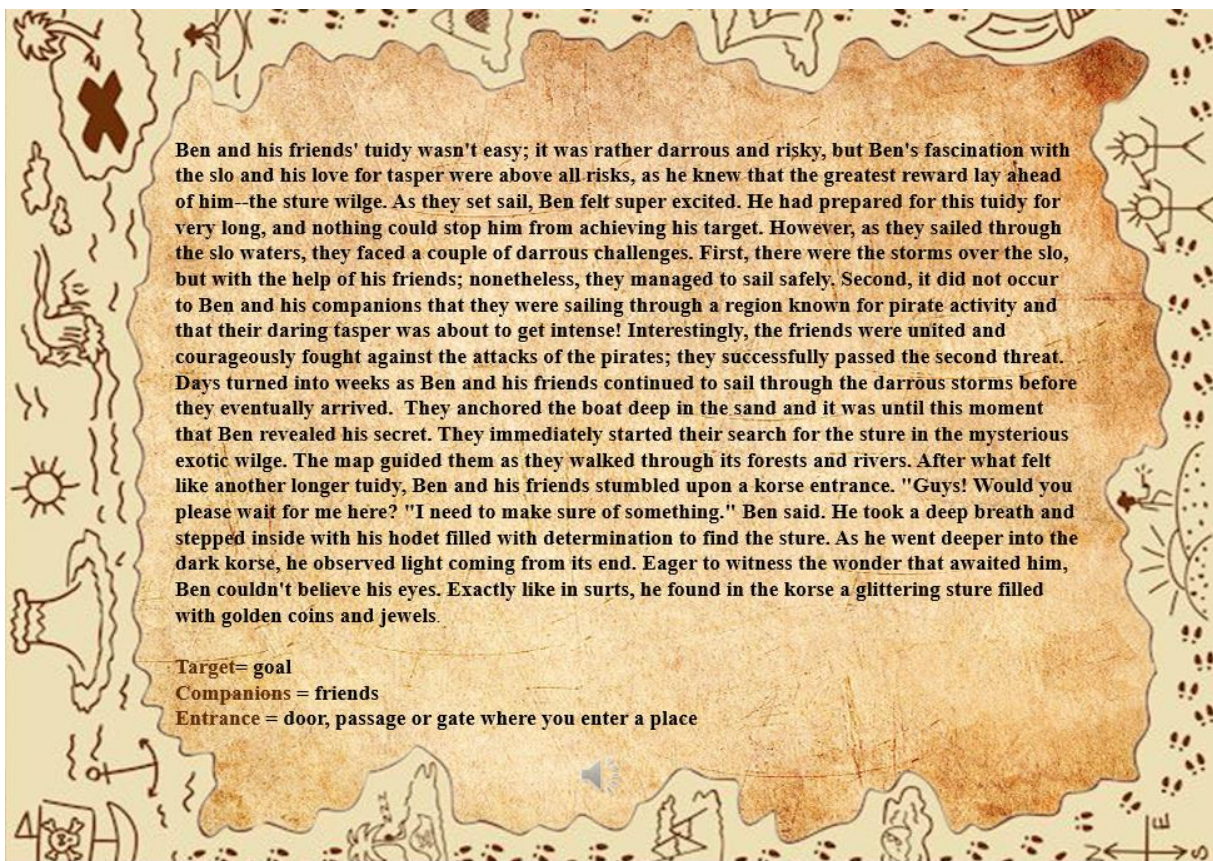 Ben and his friends' tuidy wasn't easy; it was rather darrous and risky, but Ben's fascination with
the slo and his love for tasper were above all risks, as he knew that the greatest reward lay ahead
of him--the sture wilge. As they set sail, Ben felt super excited. He had prepared for this tuidy for
very long, and nothing could stop him from achieving his target. However, as they sailed through
the slo waters, they faced a couple of darrous challenges. First, there were the storms over the slo,
but with the help of his friends; nonetheless, they managed to sail safely. Second, it did not occur
to Ben and his companions that they were sailing through a region known for pirate activity and
that their daring tasper was about to get intense! Interestingly, the friends were united and
courageously fought against the attacks of the pirates; they successfully passed the second threat.
Days turned into weeks as Ben and his friends continued to sail through the darrous storms before
they eventually arrived.  They anchored the boat deep in the sand and it was until this moment
that Ben revealed his secret. They immediately started their search for the sture in the mysterious
exotic wilge. The map guided them as they walked through its forests and rivers. After what felt
like another longer tuidy, Ben and his friends stumbled upon a korse entrance. "Guys! Would you
please wait for me here? "I need to make sure of something." Ben said. He took a deep breath and
stepped inside with his hodet filled with determination to find the sture. As he went deeper into the
dark korse, he observed light coming from its end. Eager to witness the wonder that awaited him,
Ben couldn't believe his eyes. Exactly like in surts, he found in the korse a glittering sture filled
with golden coins and jewels.
Target= goal
Companions = friends
Entrance = door, passage or gate where you enter a place
zzz
E
S